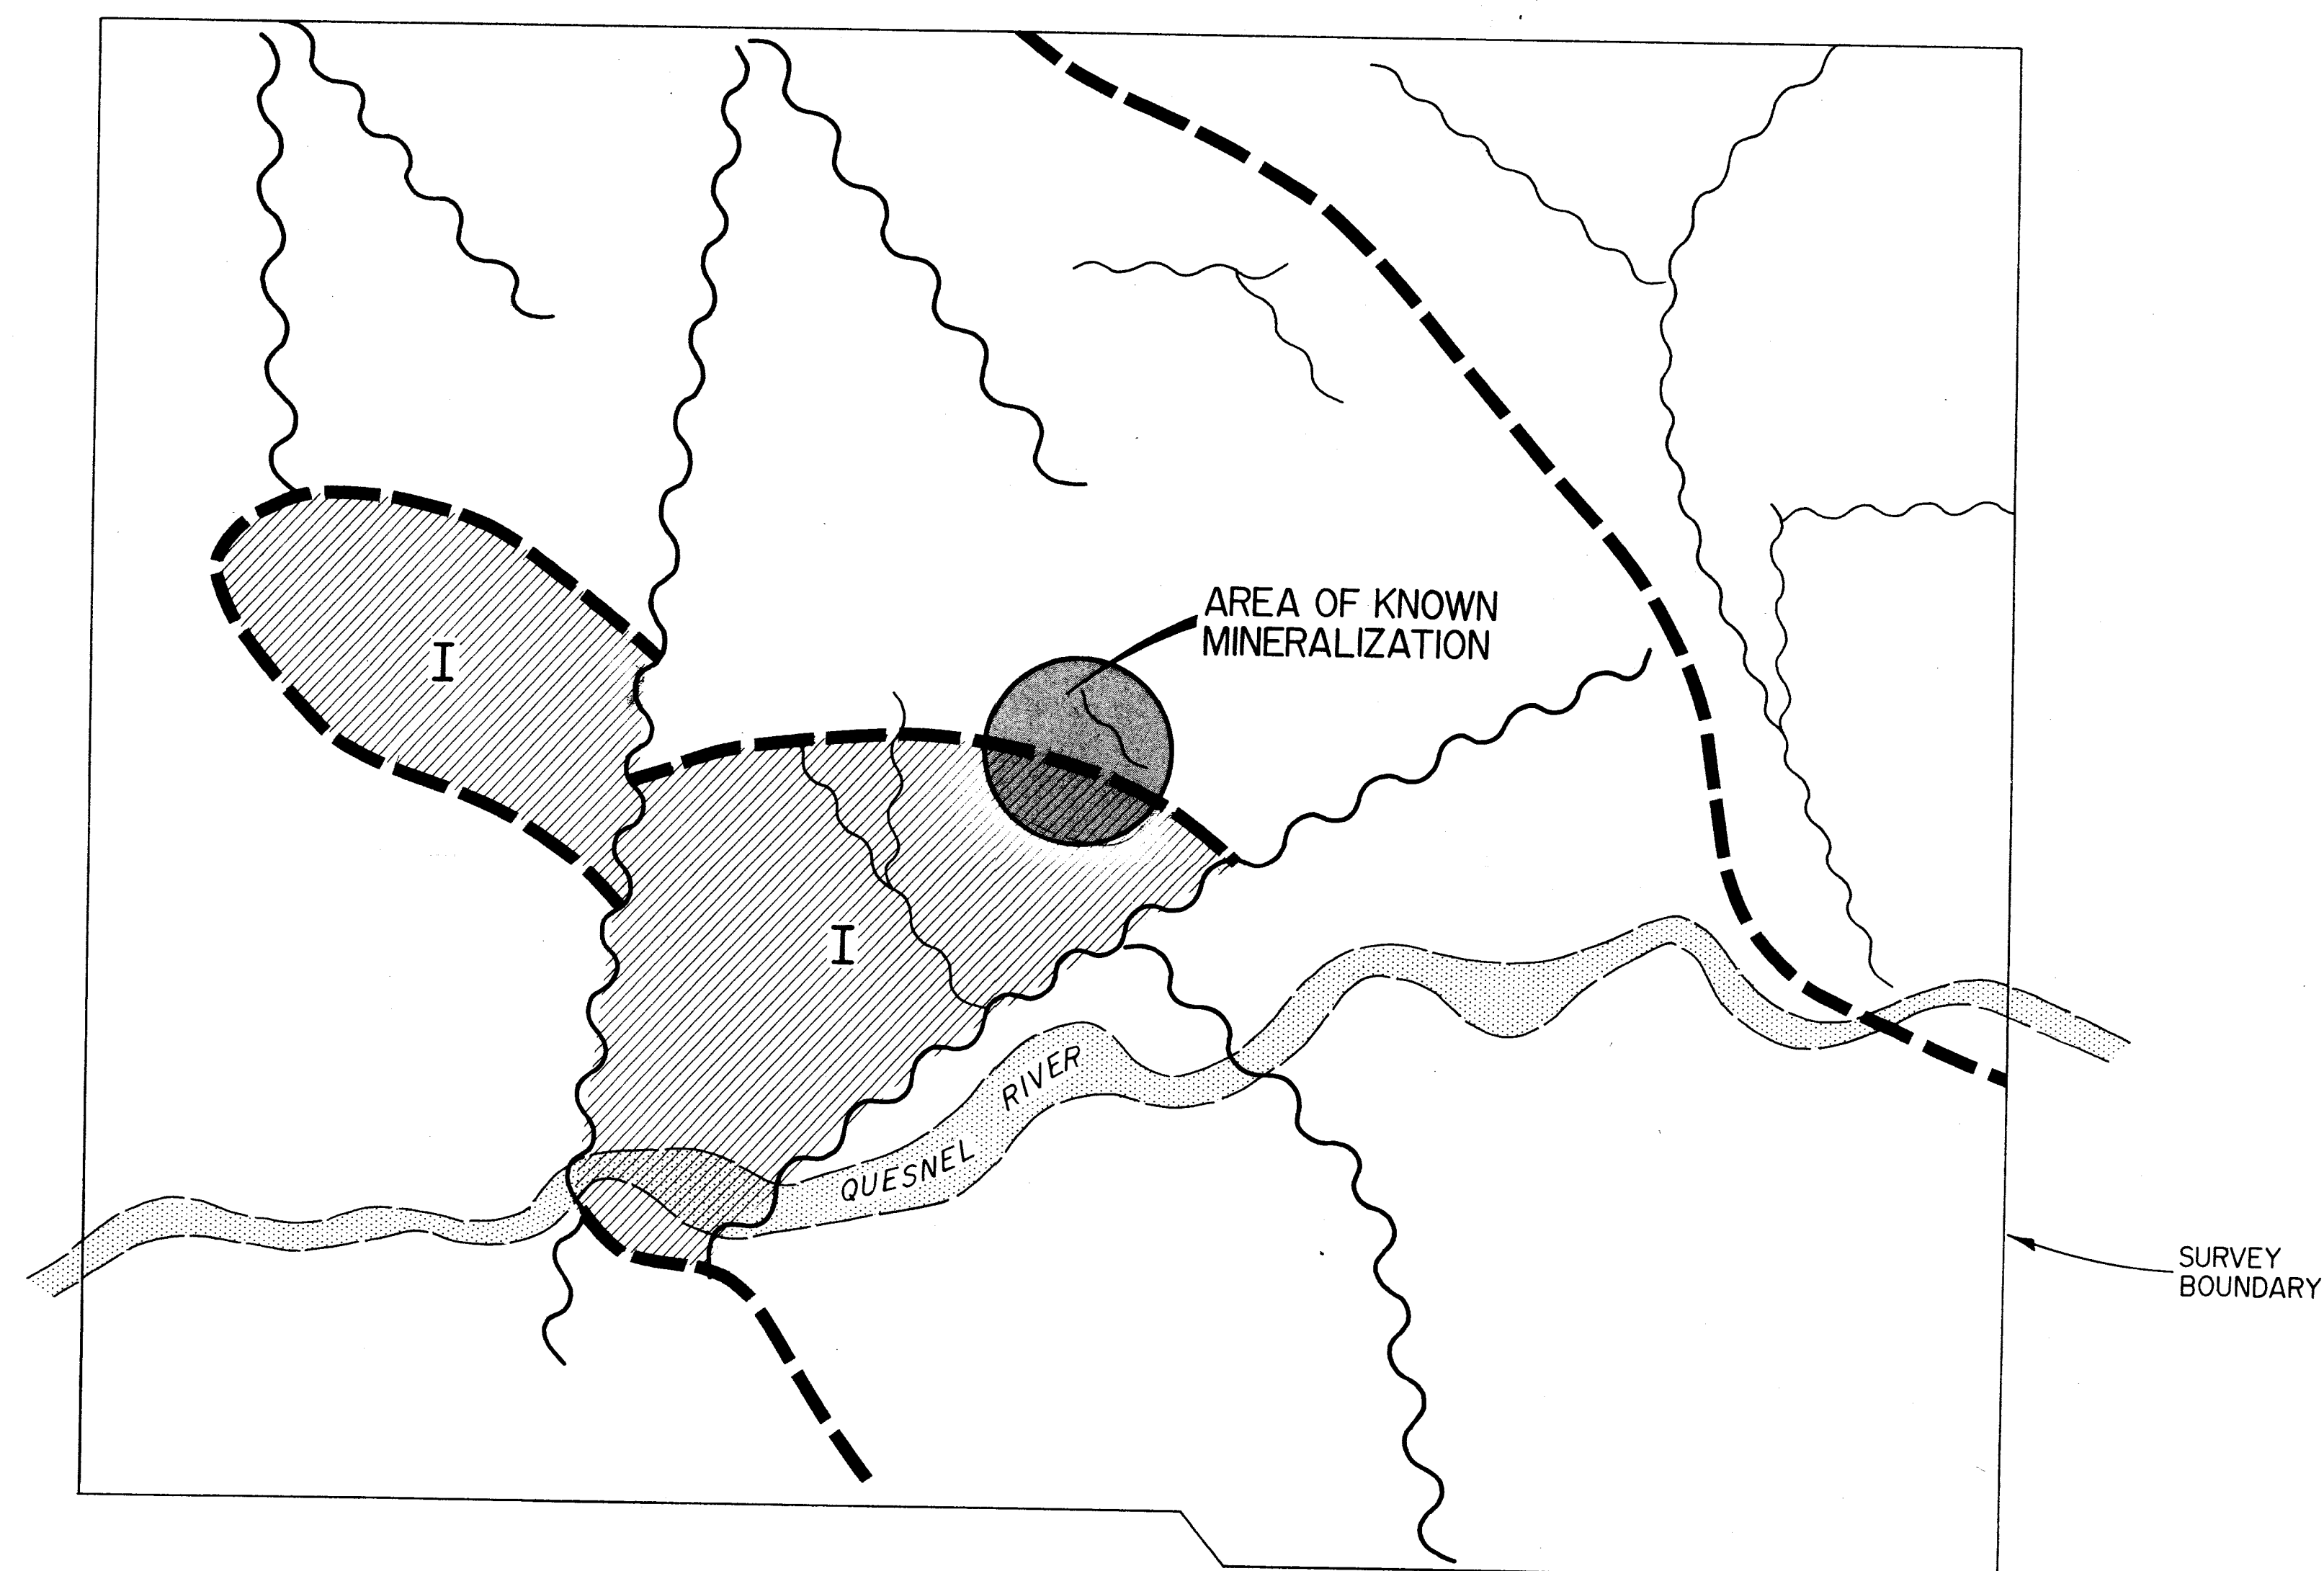 AREA OF KNOWN
MINERALIZATION
I
I
QUESNEL RIVER
SURVEY
BOUNDARY